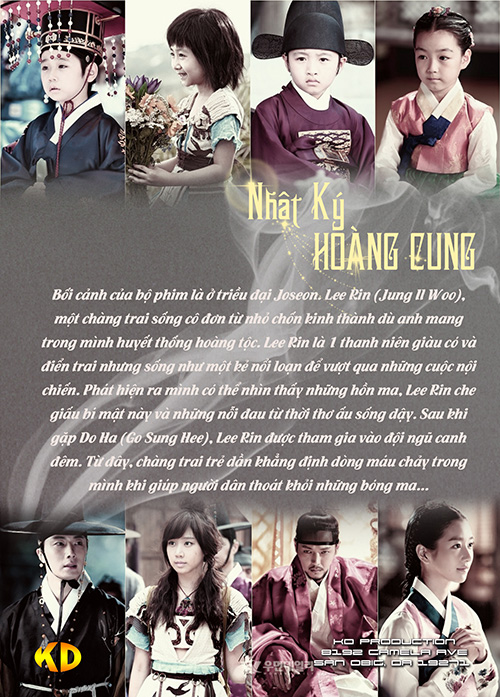 Nhật Ký
HOÀNG CUNG
Bối cảnh của bộ phim là ở triều đại Joseon. Lee Rin (Jung Il Woo),
một chàng trai sống cô đơn từ nhỏ chốn kinh thành dù anh mang
trong mình huyết thống hoàng tộc. Lee Rin là 1 thanh niên giàu có và
điển trai nhưng sống như một kẻ nổi loạn để vượt qua những cuộc nội
chiến. Phát hiện ra mình có thể nhìn thấy những hồn ma, Lee Rin che
giấu bí mật này và những nỗi đau từ thời thơ ấu sống dậy. Sau khi
gặp Do Ha (Go Sung Hee), Lee Rin được tham gia vào đội ngũ canh
đêm. Từ đây, chàng trai trẻ dần khẳng định dòng máu chảy trong
mình khi giúp người dân thoát khỏi những bóng ma...
KD
KD PRODUCTION
8192 CAMELA AVE
SAN DBIG, OA 19271